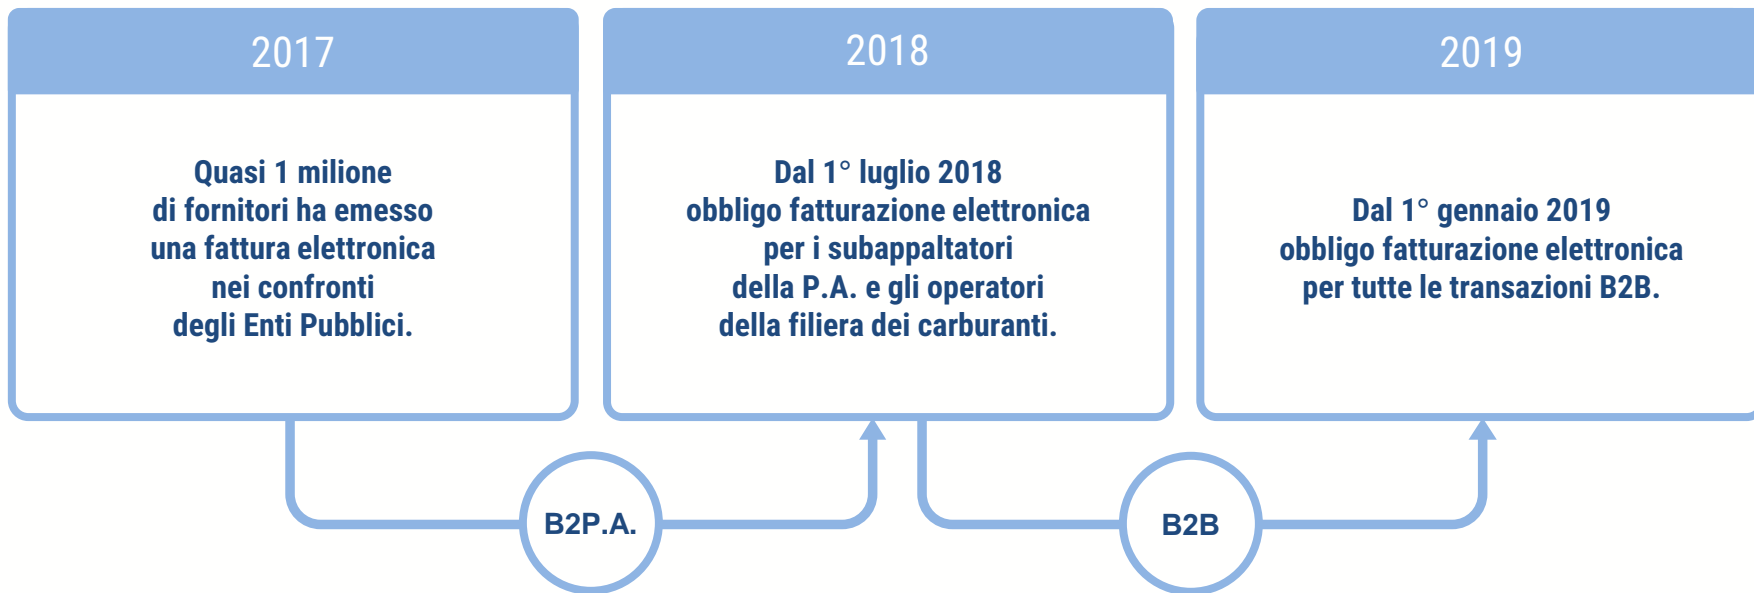 2017
Quasi 1 milione
di fornitori ha emesso
una fattura elettronica
nei confronti
degli Enti Pubblici.
2018
Dal 1° luglio 2018
obbligo fatturazione elettronica
per i subappaltatori
della P.A. e gli operatori
della filiera dei carburanti.
2019
Dal 1° gennaio 2019
obbligo fatturazione elettronica
per tutte le transazioni B2B.
B2P.A.
B2B